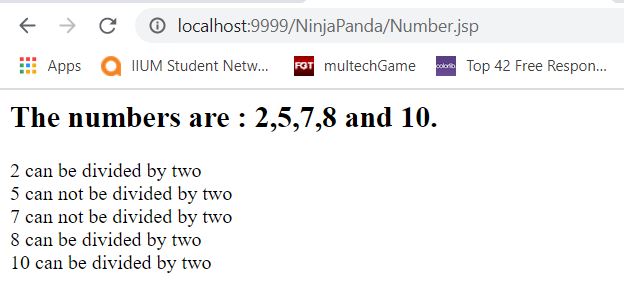 localhost:9999/NinjaPanda/Number.jsp
Apps IIUM Student Netw... FGT multechGame colorlib Top 42 Free Respon...
The numbers are : 2,5,7,8 and 10.
2 can be divided by two
5 can not be divided by two
7 can not be divided by two
8 can be divided by two
10 can be divided by two